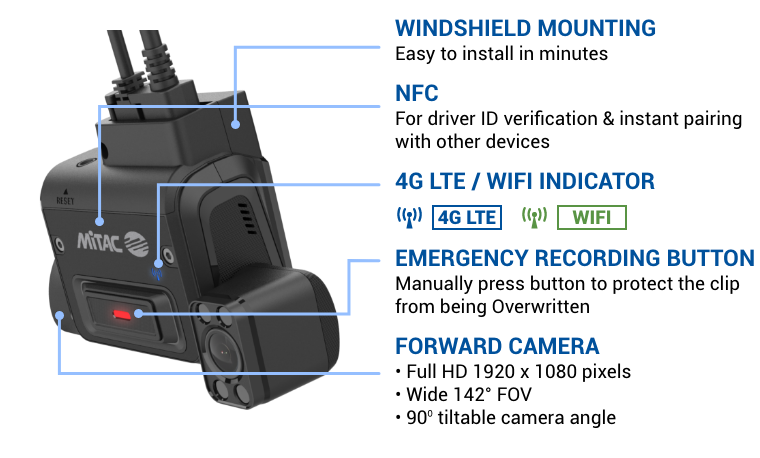 WINDSHIELD MOUNTING
Easy to install in minutes
NFC
For driver ID verification & instant pairing
with other devices
4G LTE / WIFI INDICATOR
4G LTE WIFI
EMERGENCY RECORDING BUTTON
Manually press button to protect the clip
from being Overwritten
FORWARD CAMERA
• Full HD 1920 x 1080 pixels
• Wide 142° FOV
• 90⁰ tiltable camera angle
RESET
MiTAC